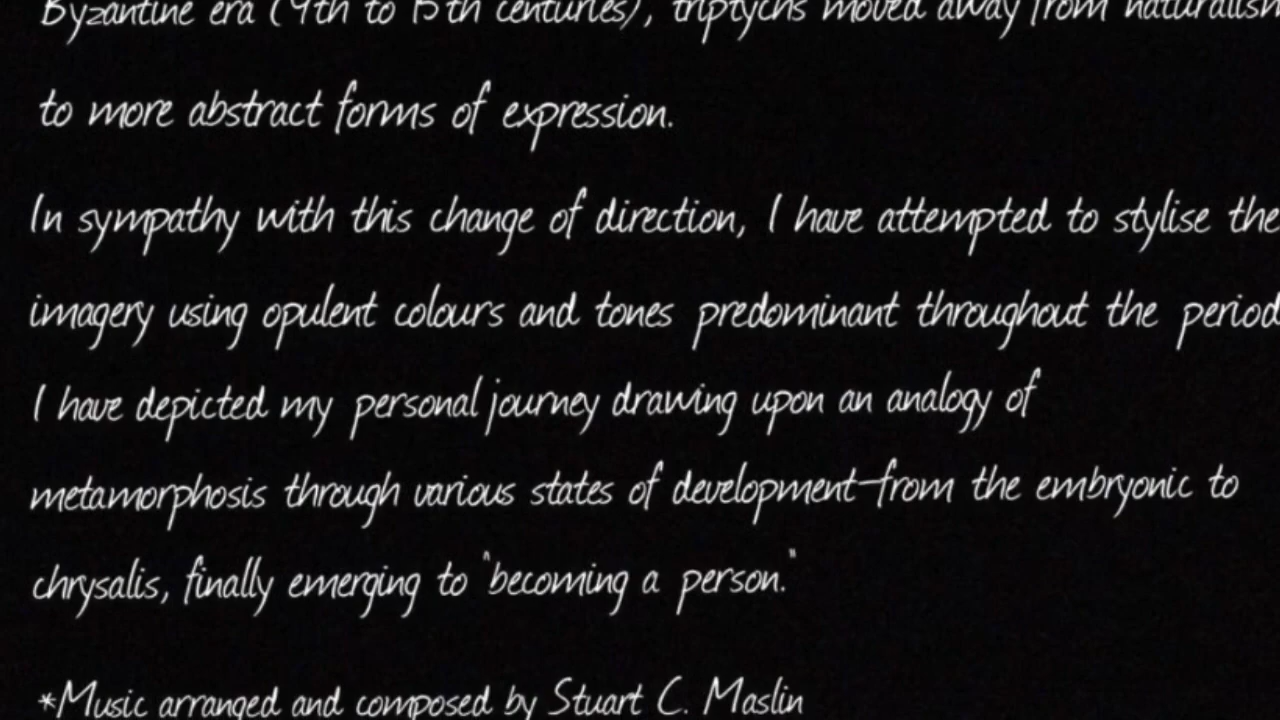 Byzantine era (9th to 15th centuries), triptychs moved away from naturalism
to more abstract forms of expression.
In sympathy with this change of direction, I have attempted to stylise the
imagery using opulent colours and tones predominant throughout the period
I have depicted my personal journey drawing upon an analogy of
metamorphosis through various states of development—from the embryonic to
chrysalis, finally emerging to "becoming a person."
*Music arranged and composed by Stuart C. Maslin